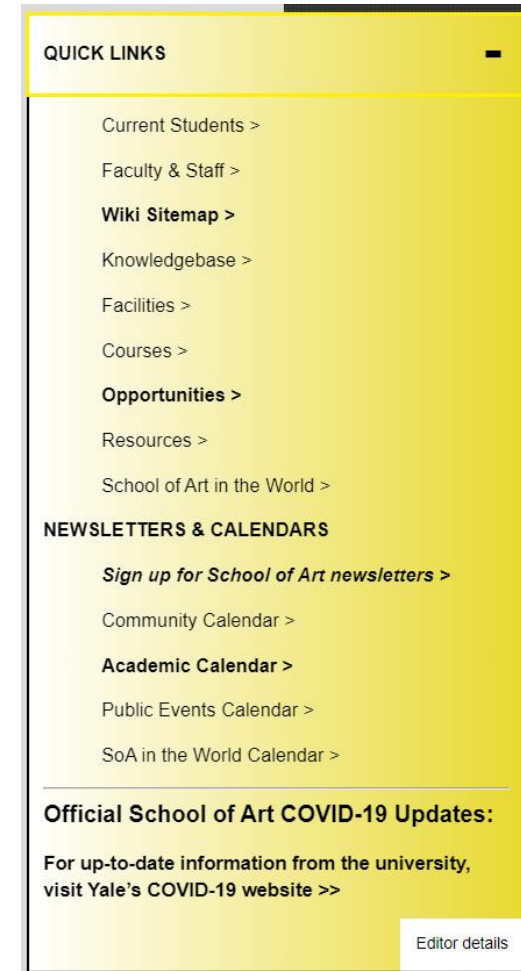 QUICK LINKS
Current Students >
Faculty & Staff >
Wiki Sitemap >
Knowledgebase >
Facilities >
Courses >
Opportunities >
Resources >
School of Art in the World >
NEWSLETTERS & CALENDARS
Sign up for School of Art newsletters >
Community Calendar >
Academic Calendar >
Public Events Calendar >
SoA in the World Calendar >
Official School of Art COVID-19 Updates:
For up-to-date information from the university,
visit Yale's COVID-19 website >>
Editor details